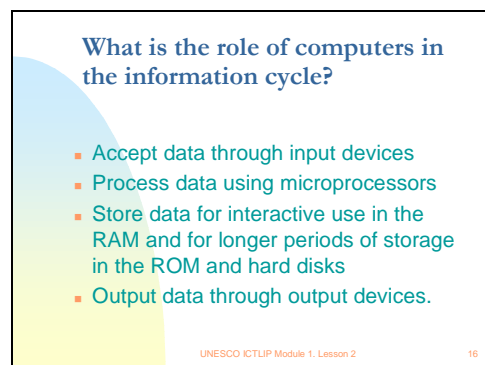 What is the role of computers in
the information cycle?
Accept data through input devices
Process data using microprocessors
Store data for interactive use in the
RAM and for longer periods of storage
in the ROM and hard disks
Output data through output devices.
UNESCO ICTLIP Module 1. Lesson 2 16